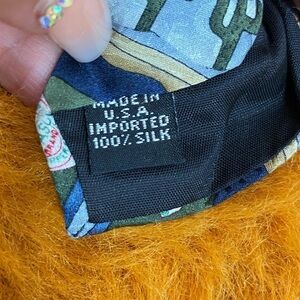 MADE IN
U.S.A.
IMPORTED
100% SILK